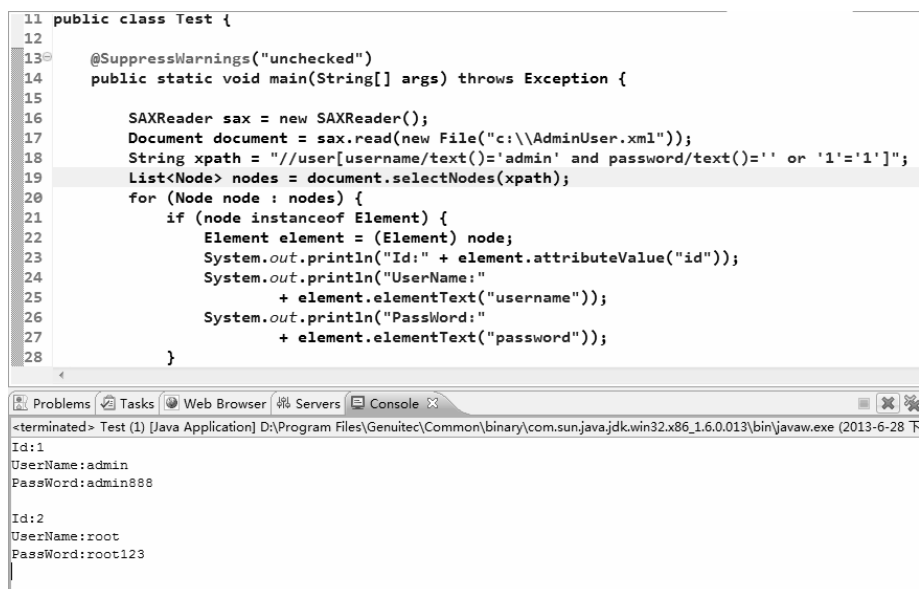 11 public class Test {
12
13 @SuppressWarnings("unchecked")
14 public static void main(String[] args) throws Exception {
15
16 SAXReader sax = new SAXReader();
17 Document document = sax.read(new File("c:\\AdminUser.xml"));
18 String xpath = "//user[username/text()='admin' and password/text()='' or '1'='1']";
19 List<Node> nodes = document.selectNodes(xpath);
20 for (Node node : nodes) {
21 if (node instanceof Element) {
22 Element element = (Element) node;
23 System.out.println("Id:" + element.attributeValue("id"));
24 System.out.println("UserName:"
25 + element.elementText("username"));
26 System.out.println("PassWord:"
27 + element.elementText("password"));
28 }
Problems Tasks Web Browser Servers Console
<terminated> Test (1) [Java Application] D:\Program Files\Genuitec\Common\binary\com.sun.java.jdk.win32.x86_1.6.0.013\bin\javaw.exe (2013-6-28 下
Id:1
UserName:admin
PassWord:admin888
Id:2
UserName:root
PassWord:root123